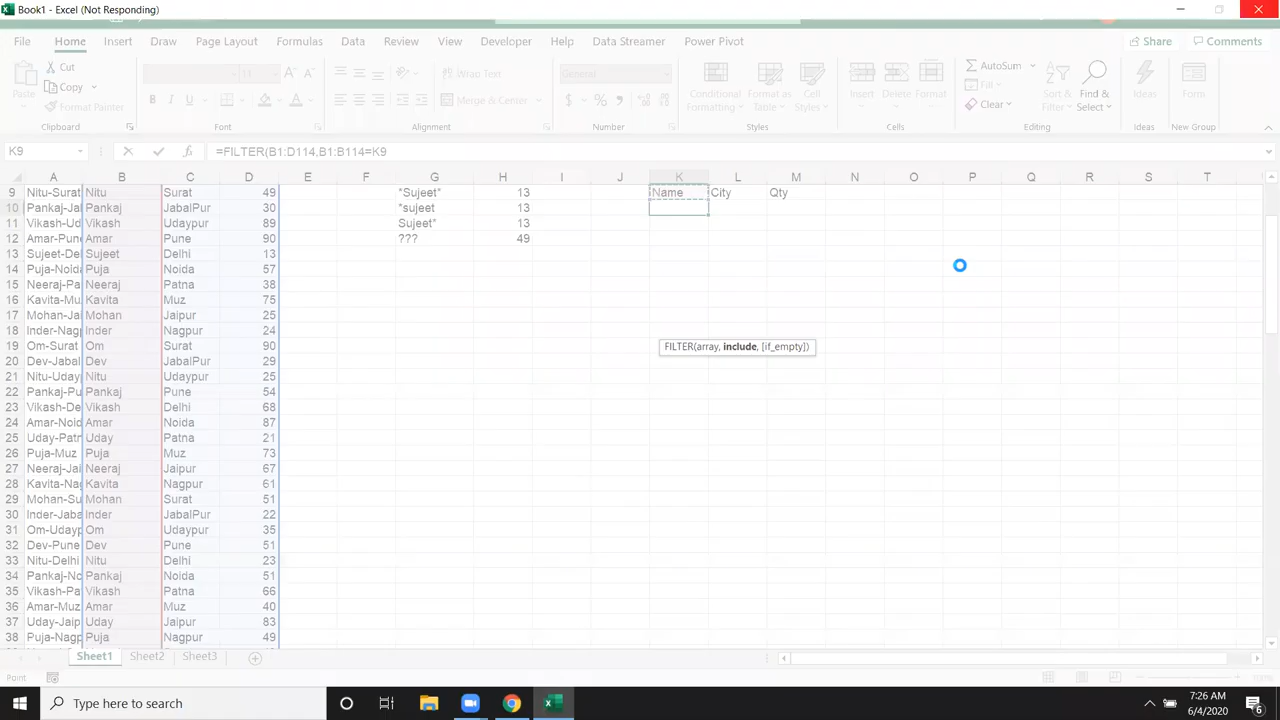 Book1 - Excel (Not Responding)
File Home Insert Draw Page Layout Formulas Data Review View Developer Help Data Streamer Power Pivot Share Comments
Cut
Copy
Format Painter
Paste
11
Wrap Text
Merge & Center
General
Conditional Formatting
Format as Table
Cell Styles
Insert
Delete
Format
AutoSum
Fill
Clear
Sort & Filter
Find & Select
Ideas
Form
Clipboard Font Alignment Number Styles Cells Editing Ideas New Group
K9 =FILTER(B1:D114,B1:B114=K9
A B C D E F G H I J K L M N O P Q R S T
9 Nitu-Surat Nitu Surat 49 *Sujeet* 13 Name City Qty
10 Pankaj-Jal Pankaj JabalPur 30 *sujeet 13
11 Vikash-Ud Vikash Udaypur 89 Sujeet* 13
12 Amar-Pune Amar Pune 90 ??? 49
13 Sujeet-De Sujeet Delhi 13
14 Puja-Noida Puja Noida 57
15 Neeraj-Pa Neeraj Patna 38
16 Kavita-Mu Kavita Muz 75
17 Mohan-Ja Mohan Jaipur 25
18 Inder-Nag Inder Nagpur 24
19 Om-Surat Om Surat 90
20 Dev-Jabal Dev JabalPur 29
21 Nitu-Uday Nitu Udaypur 25
22 Pankaj-Pu Pankaj Pune 54
23 Vikash-De Vikash Delhi 68
24 Amar-Noid Amar Noida 87
25 Uday-Patn Uday Patna 21
26 Puja-Muz Puja Muz 73
27 Neeraj-Jai Neeraj Jaipur 67
28 Kavita-Nag Kavita Nagpur 61
29 Mohan-Su Mohan Surat 51
30 Inder-Jaba Inder JabalPur 22
31 Om-Udayp Om Udaypur 35
32 Dev-Pune Dev Pune 51
33 Nitu-Delhi Nitu Delhi 23
34 Pankaj-No Pankaj Noida 51
35 Vikash-Pa Vikash Patna 66
36 Amar-Muz Amar Muz 40
37 Uday-Jaip Uday Jaipur 83
38 Puja-Nagp Puja Nagpur 49
FILTER(array, include, [if_empty])
Sheet1 Sheet2 Sheet3
Point
Type here to search
7:26 AM
6/4/2020
6